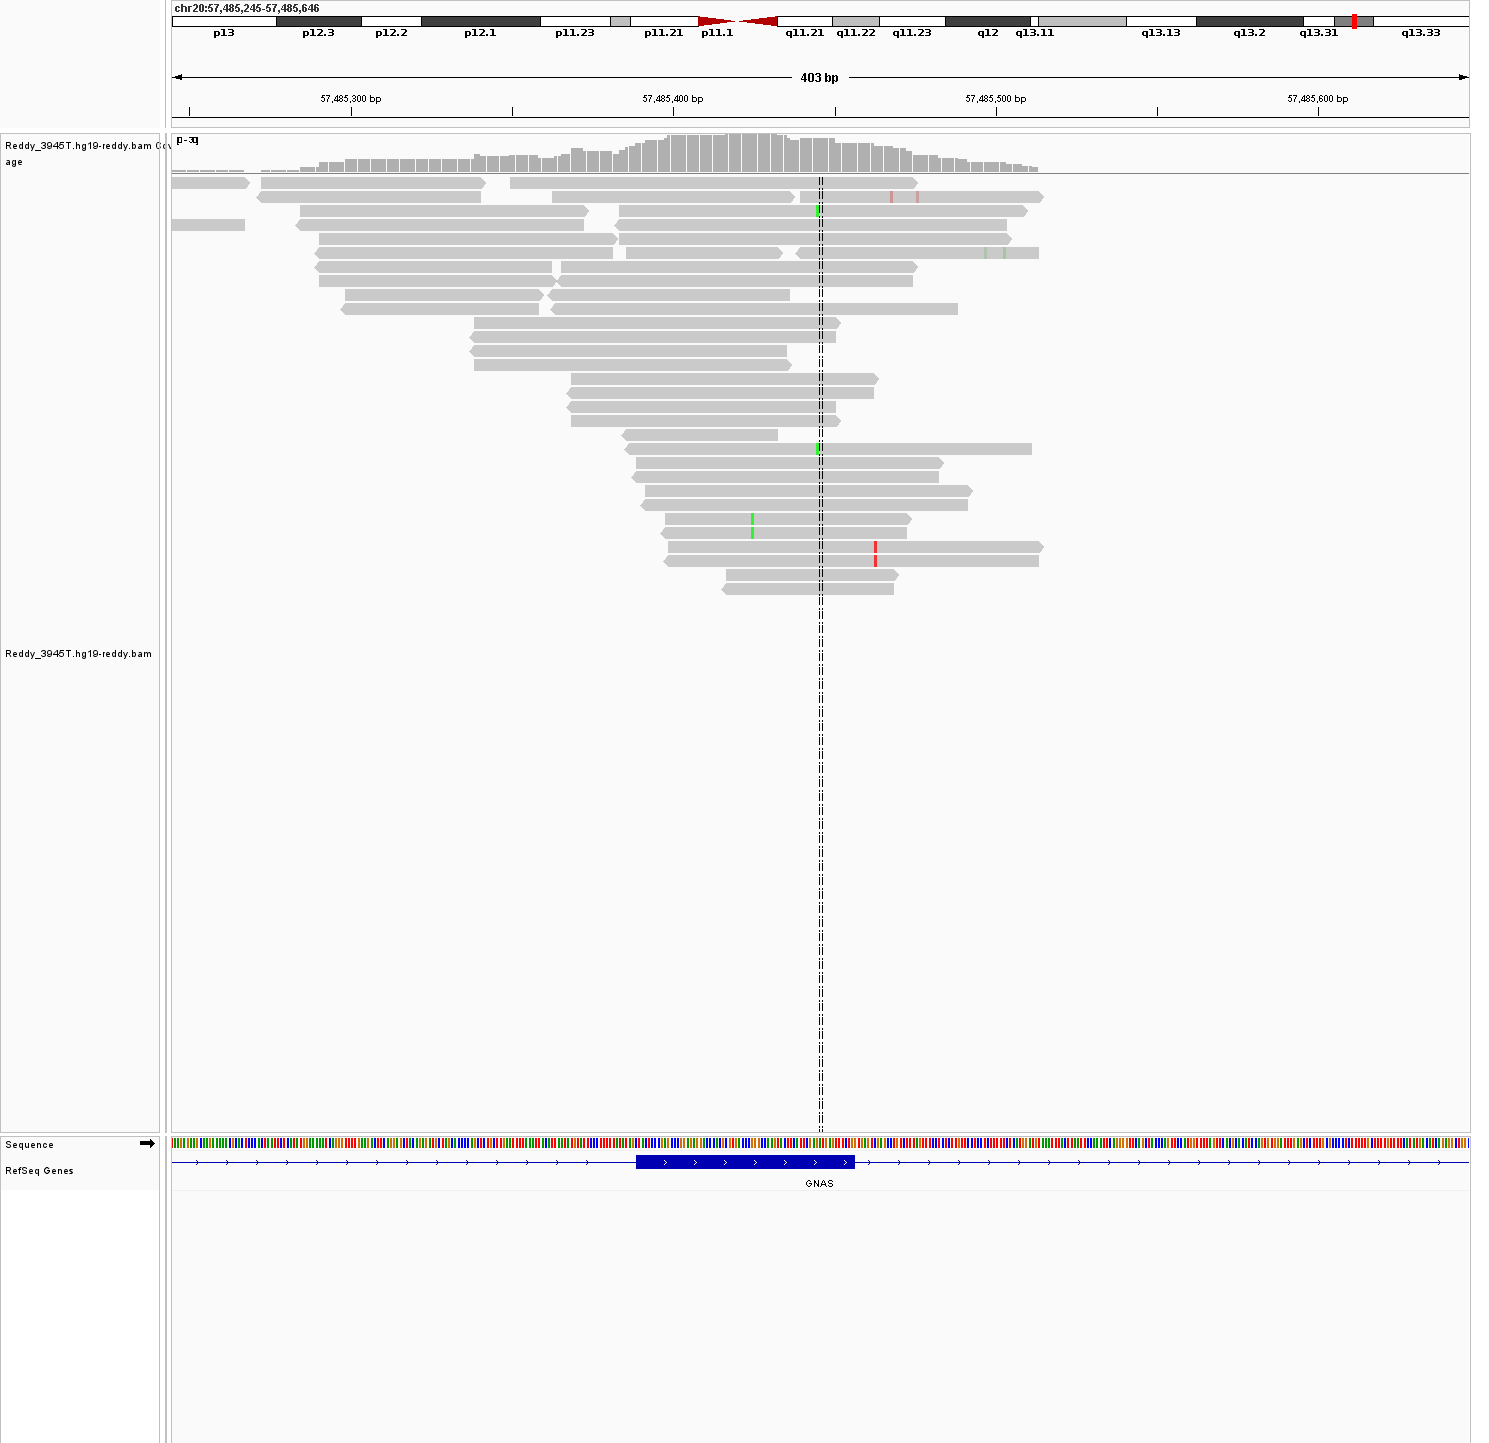 chr20:57,485,245-57,485,646
p13 p12.3 p12.2 p12.1 p11.23 p11.21 p11.1 q11.21 q11.22 q11.23 q12 q13.11 q13.13 q13.2 q13.31 q13.33
403 bp
57,485,300 bp 57,485,400 bp 57,485,500 bp 57,485,600 bp
Reddy_3945T.hg19-reddy.bam Cov
age
Reddy_3945T.hg19-reddy.bam
Sequence
RefSeq Genes
GNAS